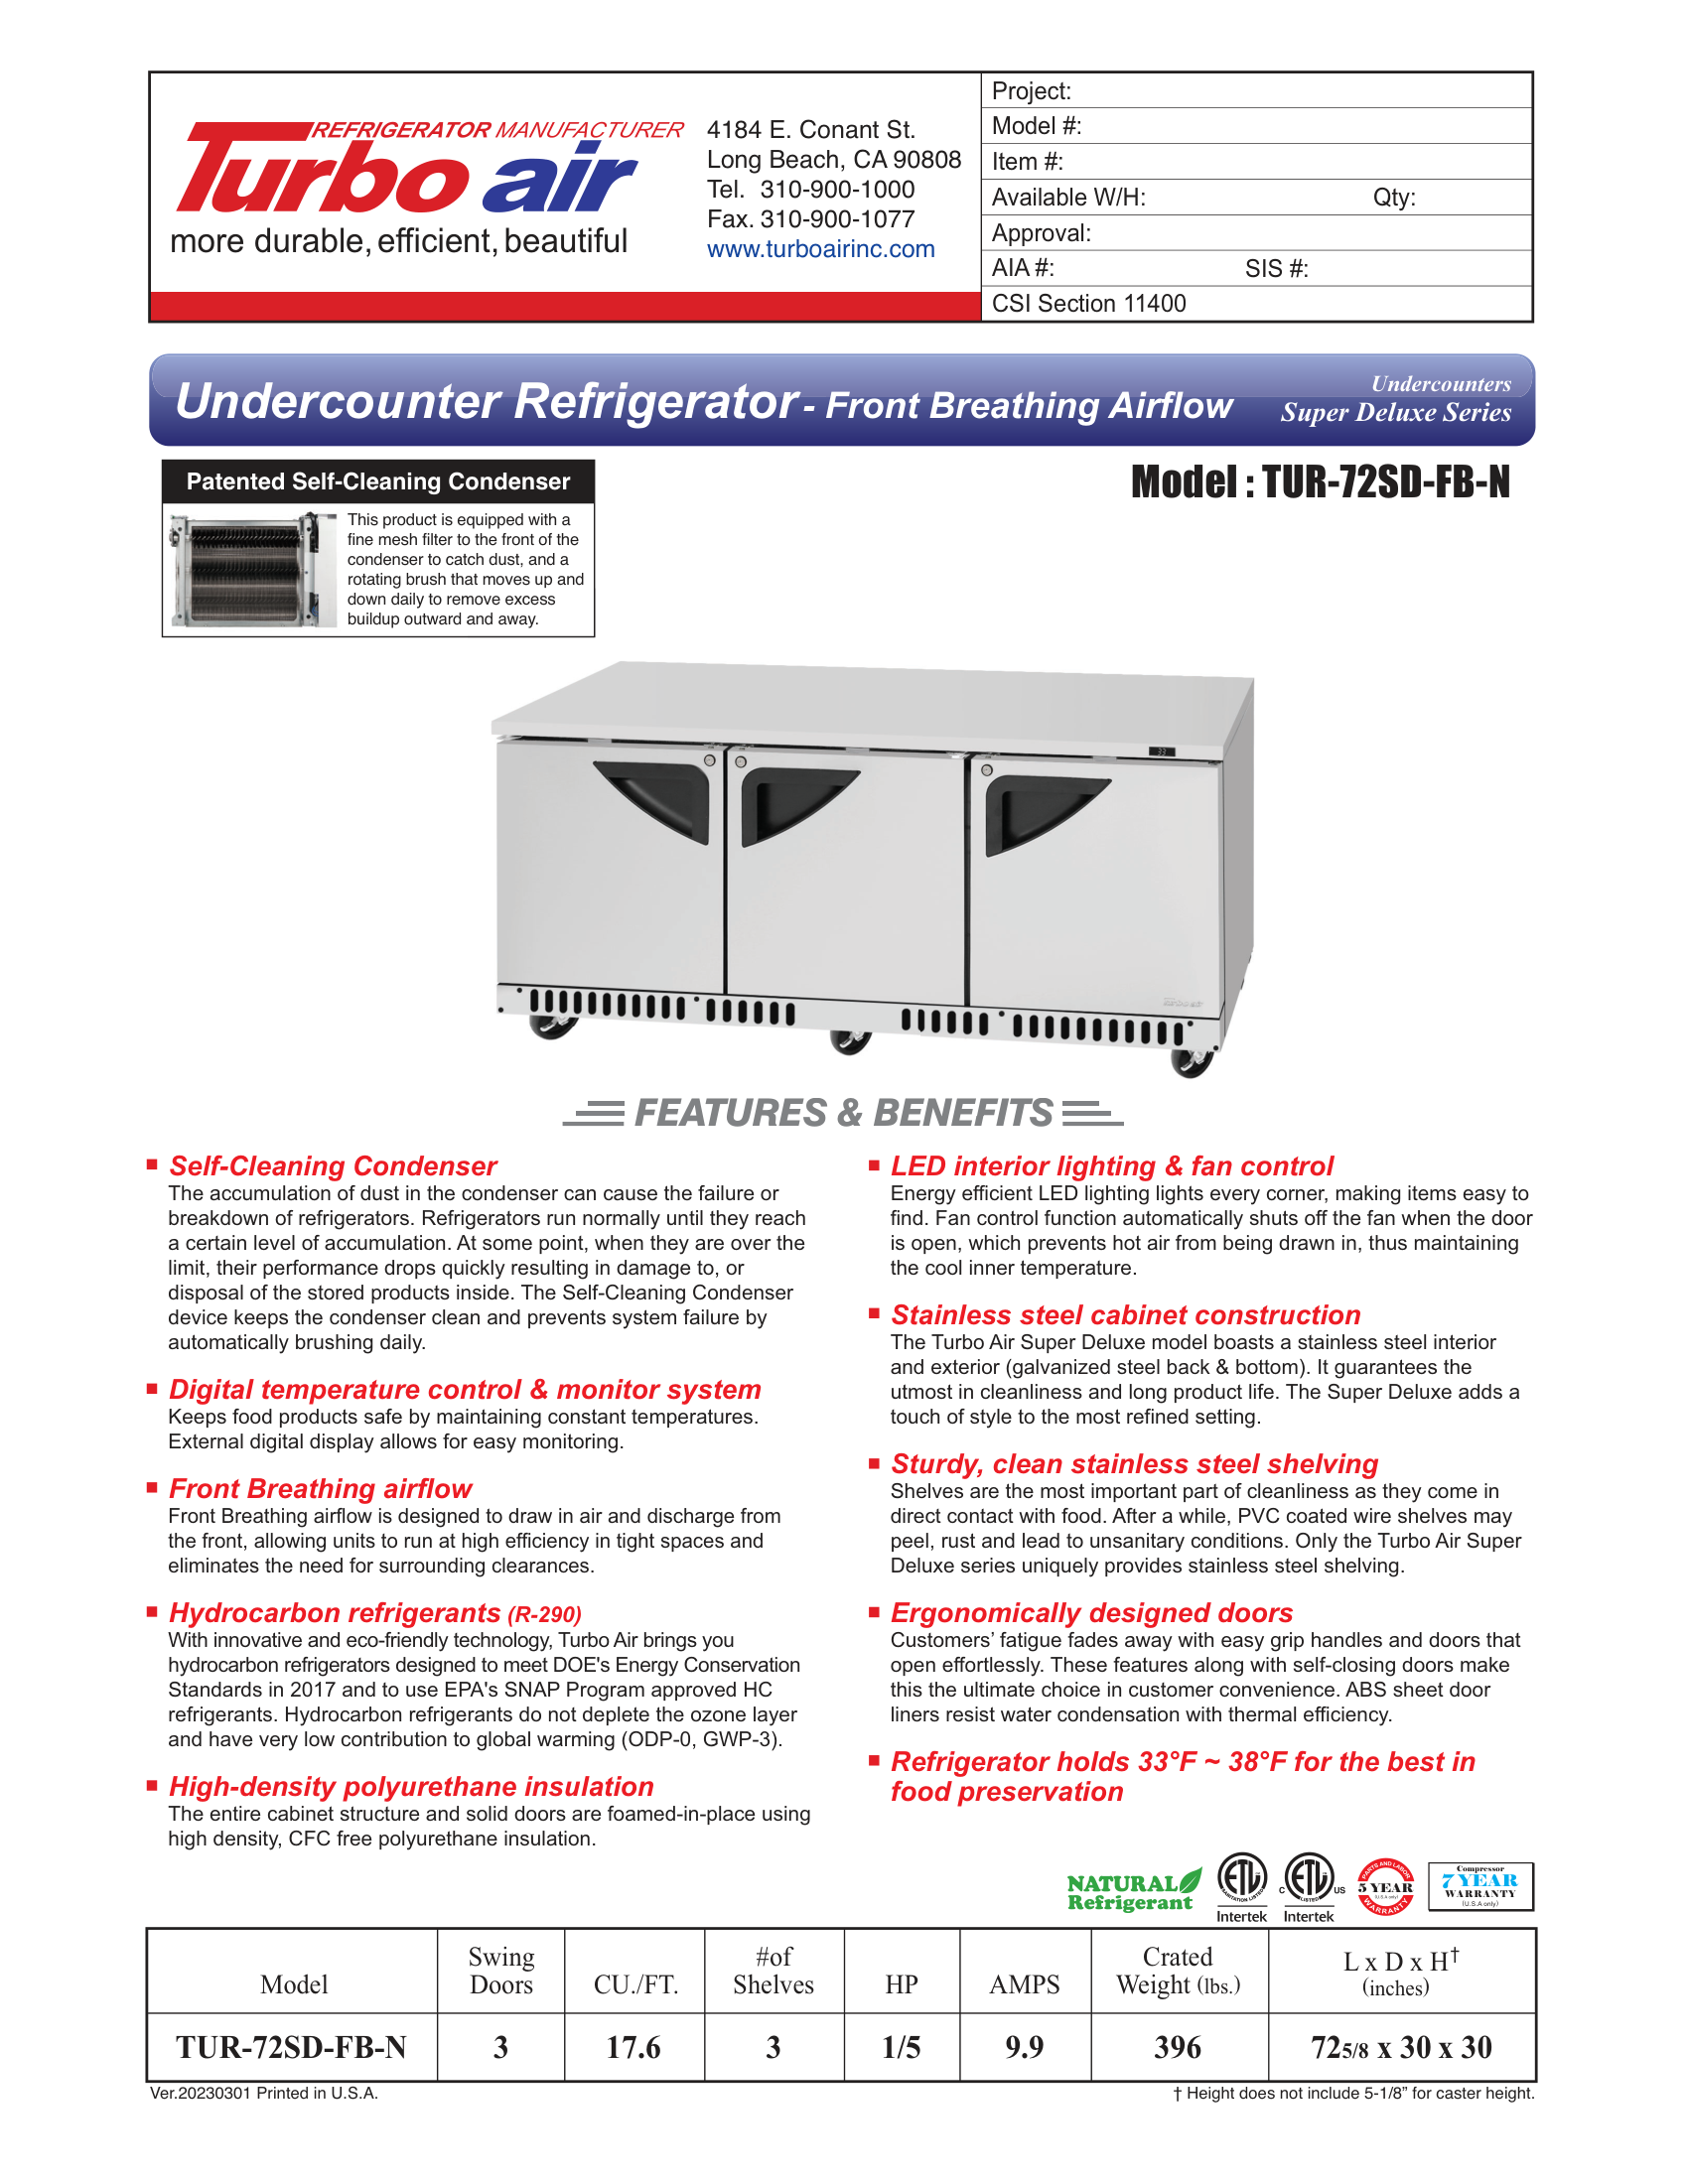 REFRIGERATOR MANUFACTURER
Turbo air
more durable, efficient, beautiful
4184 E. Conant St.
Long Beach, CA 90808
Tel. 310-900-1000
Fax. 310-900-1077
www.turboairinc.com
Project:
Model #:
Item #:
Available W/H: Qty:
Approval:
AIA #: SIS #:
CSI Section 11400
Undercounter Refrigerator - Front Breathing Airflow
Undercounters
Super Deluxe Series
Patented Self-Cleaning Condenser
This product is equipped with a
fine mesh filter to the front of the
condenser to catch dust, and a
rotating brush that moves up and
down daily to remove excess
buildup outward and away.
Model : TUR-72SD-FB-N
Turbo air
FEATURES & BENEFITS
■ Self-Cleaning Condenser
The accumulation of dust in the condenser can cause the failure or
breakdown of refrigerators. Refrigerators run normally until they reach
a certain level of accumulation. At some point, when they are over the
limit, their performance drops quickly resulting in damage to, or
disposal of the stored products inside. The Self-Cleaning Condenser
device keeps the condenser clean and prevents system failure by
automatically brushing daily.
■ Digital temperature control & monitor system
Keeps food products safe by maintaining constant temperatures.
External digital display allows for easy monitoring.
■ Front Breathing airflow
Front Breathing airflow is designed to draw in air and discharge from
the front, allowing units to run at high efficiency in tight spaces and
eliminates the need for surrounding clearances.
■ Hydrocarbon refrigerants (R-290)
With innovative and eco-friendly technology, Turbo Air brings you
hydrocarbon refrigerators designed to meet DOE's Energy Conservation
Standards in 2017 and to use EPA's SNAP Program approved HC
refrigerants. Hydrocarbon refrigerants do not deplete the ozone layer
and have very low contribution to global warming (ODP-0, GWP-3).
■ High-density polyurethane insulation
The entire cabinet structure and solid doors are foamed-in-place using
high density, CFC free polyurethane insulation.
■ LED interior lighting & fan control
Energy efficient LED lighting lights every corner, making items easy to
find. Fan control function automatically shuts off the fan when the door
is open, which prevents hot air from being drawn in, thus maintaining
the cool inner temperature.
■ Stainless steel cabinet construction
The Turbo Air Super Deluxe model boasts a stainless steel interior
and exterior (galvanized steel back & bottom). It guarantees the
utmost in cleanliness and long product life. The Super Deluxe adds a
touch of style to the most refined setting.
■ Sturdy, clean stainless steel shelving
Shelves are the most important part of cleanliness as they come in
direct contact with food. After a while, PVC coated wire shelves may
peel, rust and lead to unsanitary conditions. Only the Turbo Air Super
Deluxe series uniquely provides stainless steel shelving.
■ Ergonomically designed doors
Customers’ fatigue fades away with easy grip handles and doors that
open effortlessly. These features along with self-closing doors make
this the ultimate choice in customer convenience. ABS sheet door
liners resist water condensation with thermal efficiency.
■ Refrigerator holds 33°F ~ 38°F for the best in
food preservation
NATURAL
Refrigerant
ETL
SANITATION LISTED
Intertek
C ETL US
LISTED
Intertek
PARTS AND LABOR
5 YEAR
(U.S.A only)
WARRANTY
Compressor
7 YEAR
WARRANTY
(U.S.A only)
Model Swing Doors CU./FT. #of Shelves HP AMPS Crated Weight (lbs.) L x D x H† (inches)
TUR-72SD-FB-N 3 17.6 3 1/5 9.9 396 725/8 x 30 x 30
Ver.20230301 Printed in U.S.A.
† Height does not include 5-1/8” for caster height.